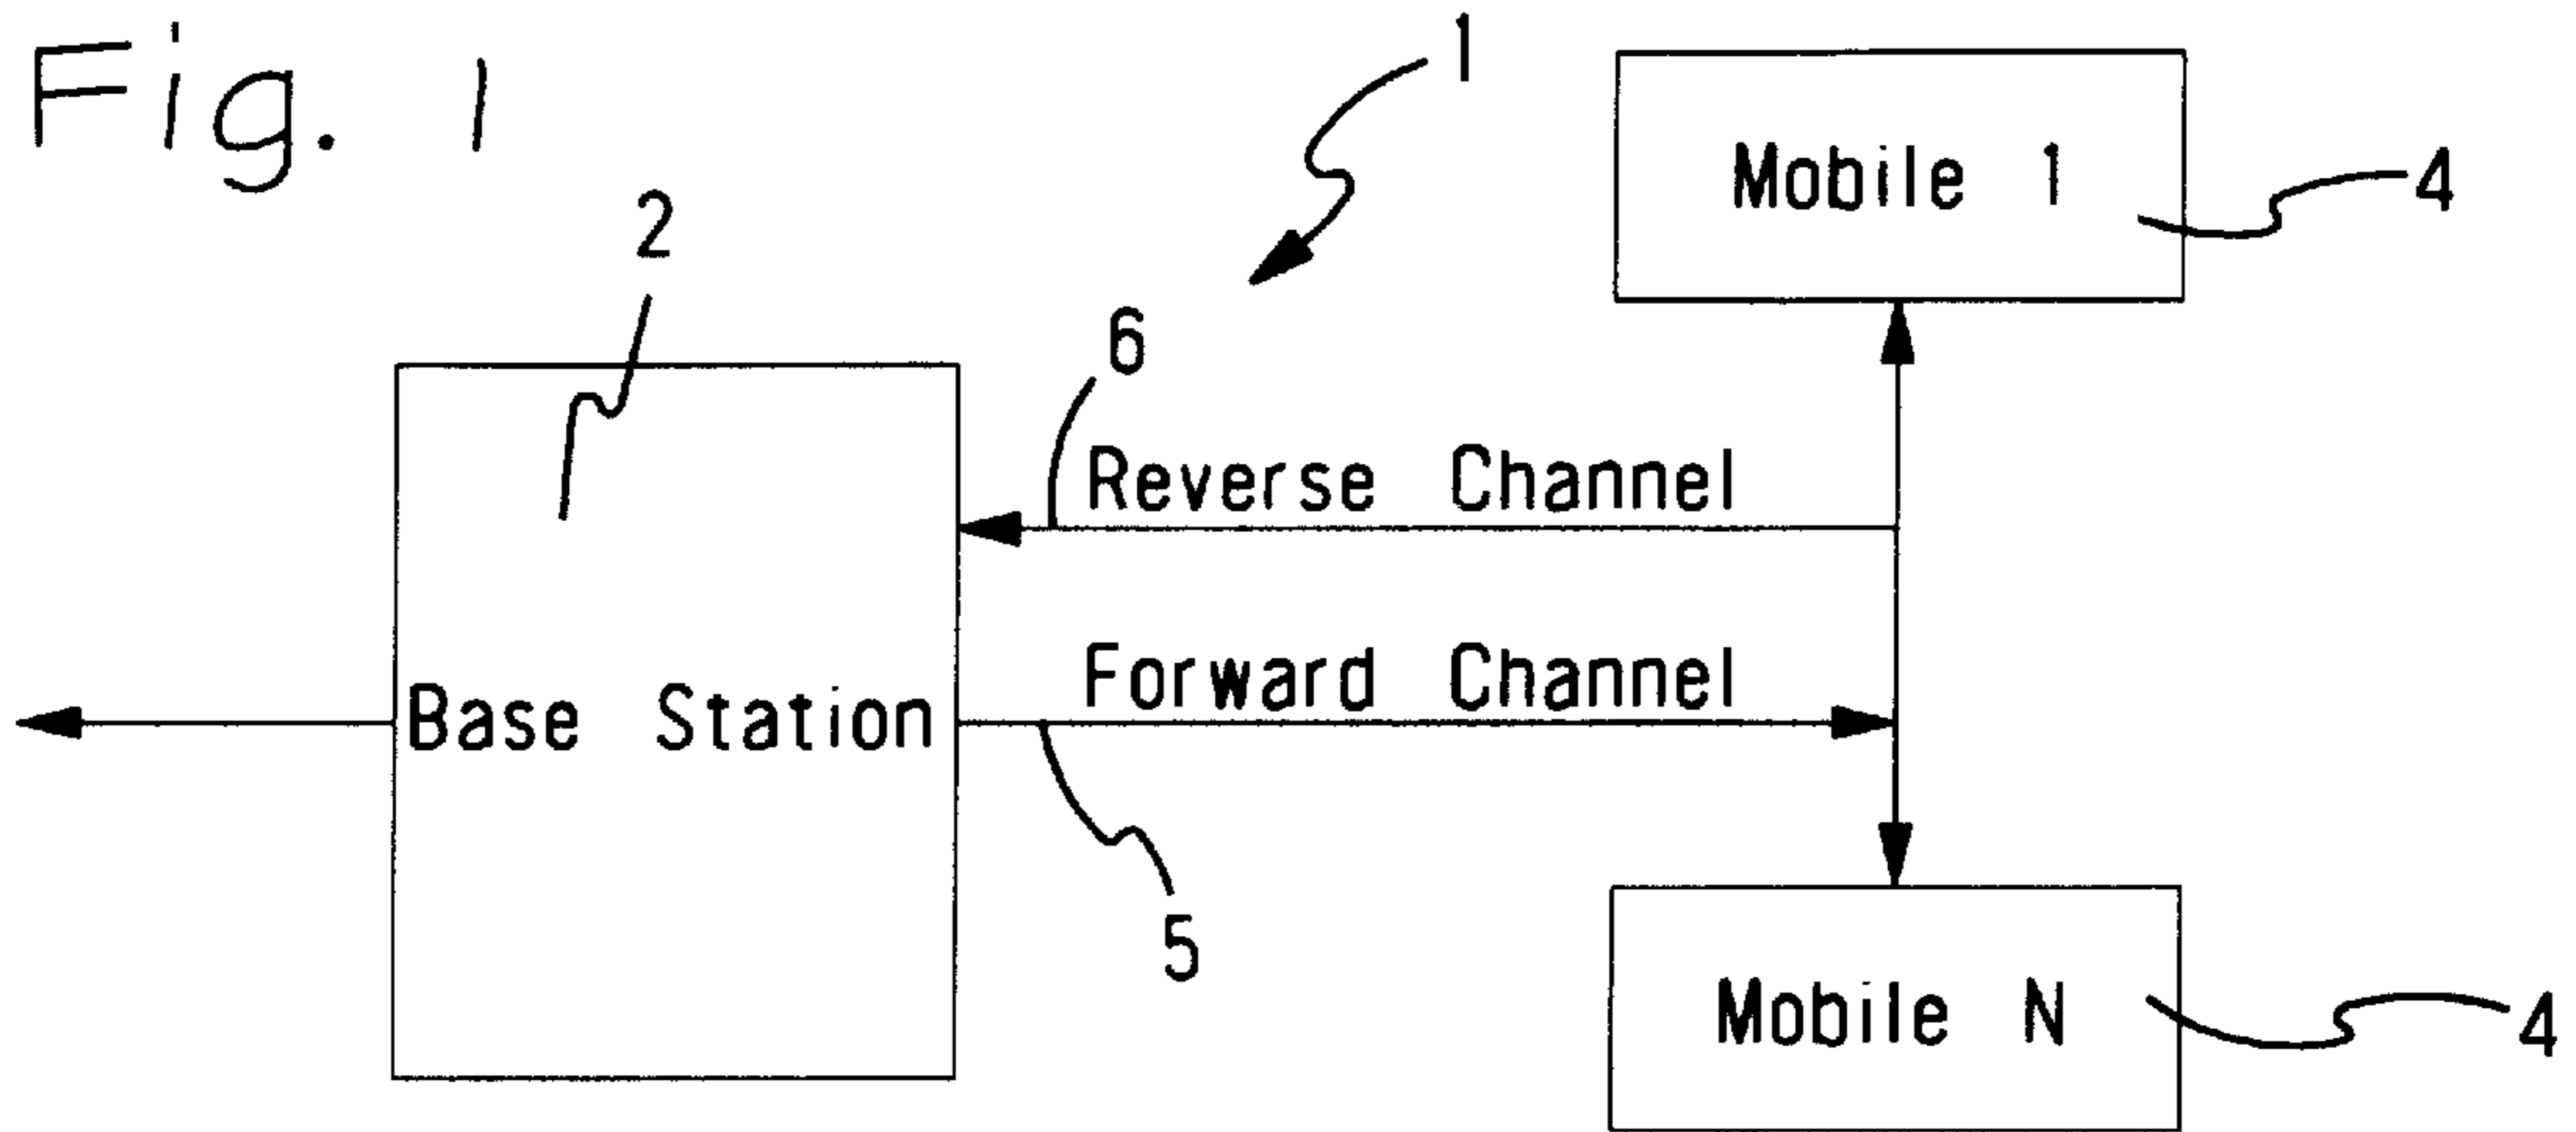 Fig. 1
1
Mobile 1
4
2
6
Reverse Channel
Forward Channel
Base Station
5
Mobile N
4